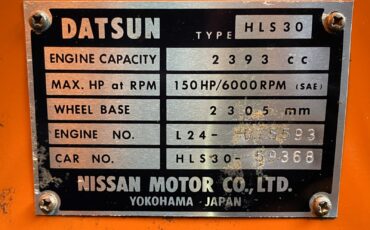 DATSUN TYPE HLS30
ENGINE CAPACITY 2393 cc
MAX. HP at RPM 150HP/6000RPM (SAE)
WHEEL BASE 2305 mm
ENGINE NO. L24-
CAR NO. HLS30-
NISSAN MOTOR CO., LTD.
YOKOHAMA - JAPAN